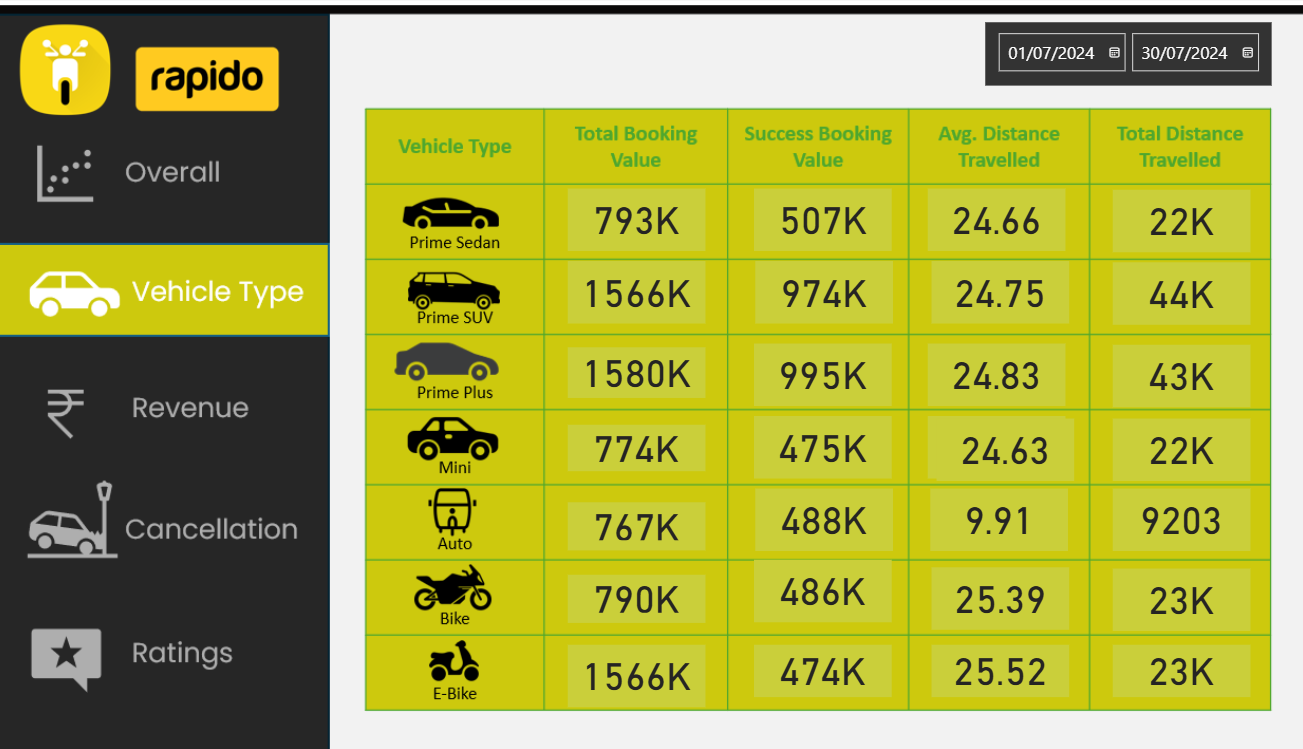 rapido
01/07/2024 30/07/2024
Overall
Vehicle Type
Revenue
Cancellation
Ratings
Vehicle Type Total Booking Value Success Booking Value Avg. Distance Travelled Total Distance Travelled
Prime Sedan 793K 507K 24.66 22K
Prime SUV 1566K 974K 24.75 44K
Prime Plus 1580K 995K 24.83 43K
Mini 774K 475K 24.63 22K
Auto 767K 488K 9.91 9203
Bike 790K 486K 25.39 23K
E-Bike 1566K 474K 25.52 23K